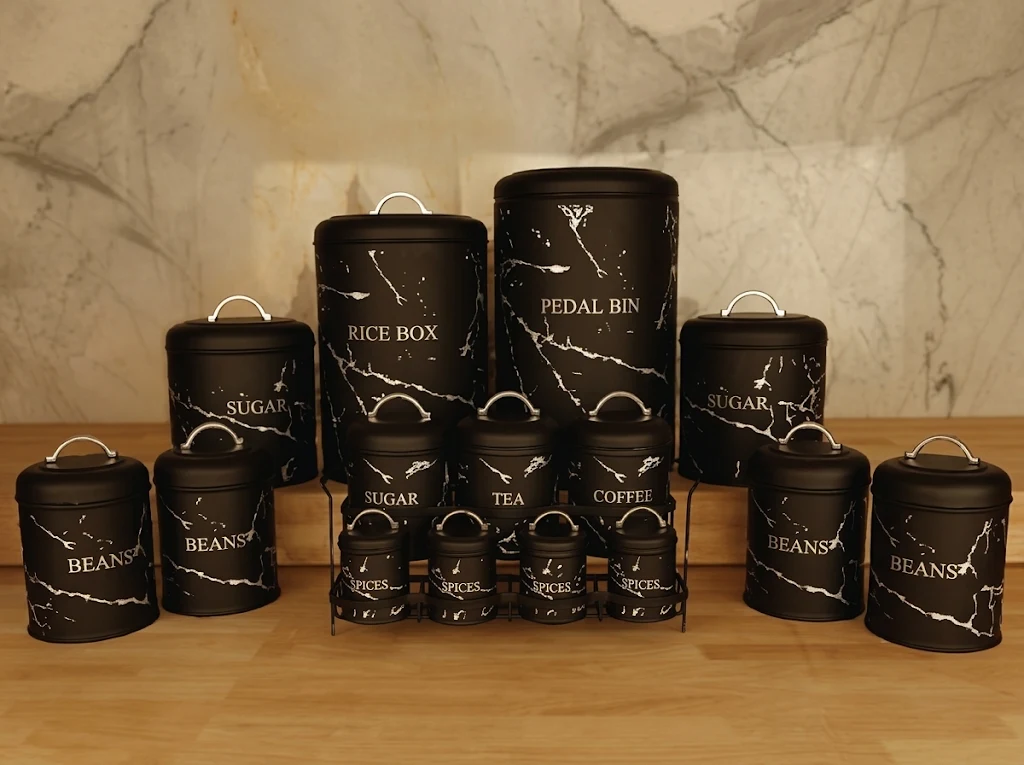 PEDAL BIN
RICE BOX
SUGAR
SUGAR
SUGAR
TEA
COFFEE
BEANS
BEANS
BEANS
BEANS
SPICES
SPICES
SPICES
SPICES